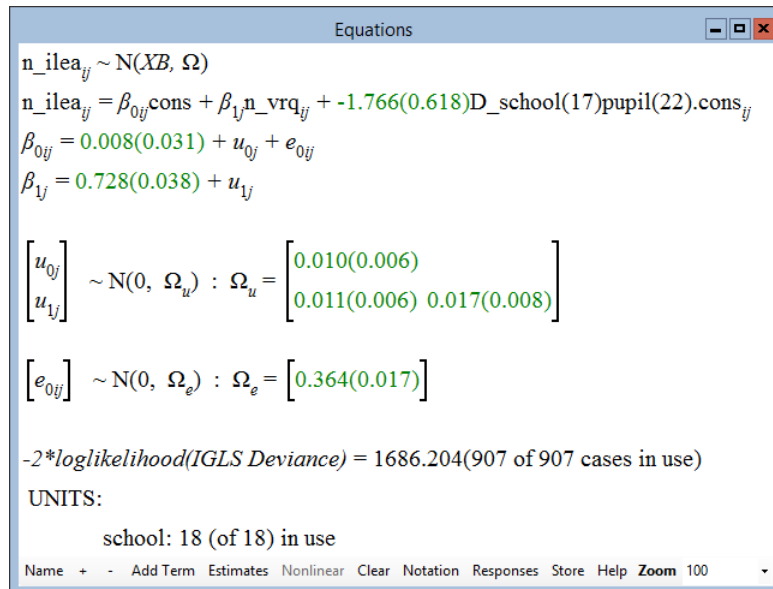 Equations
n_ilea_ij ~ N(XB, Ω)
n_ilea_ij = β_0ij cons + β_1j n_vrq_ij + -1.766(0.618)D_school(17)pupil(22).cons_ij
β_0ij = 0.008(0.031) + u_0j + e_0ij
β_1j = 0.728(0.038) + u_1j
[u_0j] ~ N(0, Ω_u) : Ω_u = [0.010(0.006)]
[u_1j] [0.011(0.006) 0.017(0.008)]
[e_0ij] ~ N(0, Ω_e) : Ω_e = [0.364(0.017)]
-2*loglikelihood(IGLS Deviance) = 1686.204(907 of 907 cases in use)
UNITS:
school: 18 (of 18) in use
Name + - Add Term Estimates Nonlinear Clear Notation Responses Store Help Zoom 100